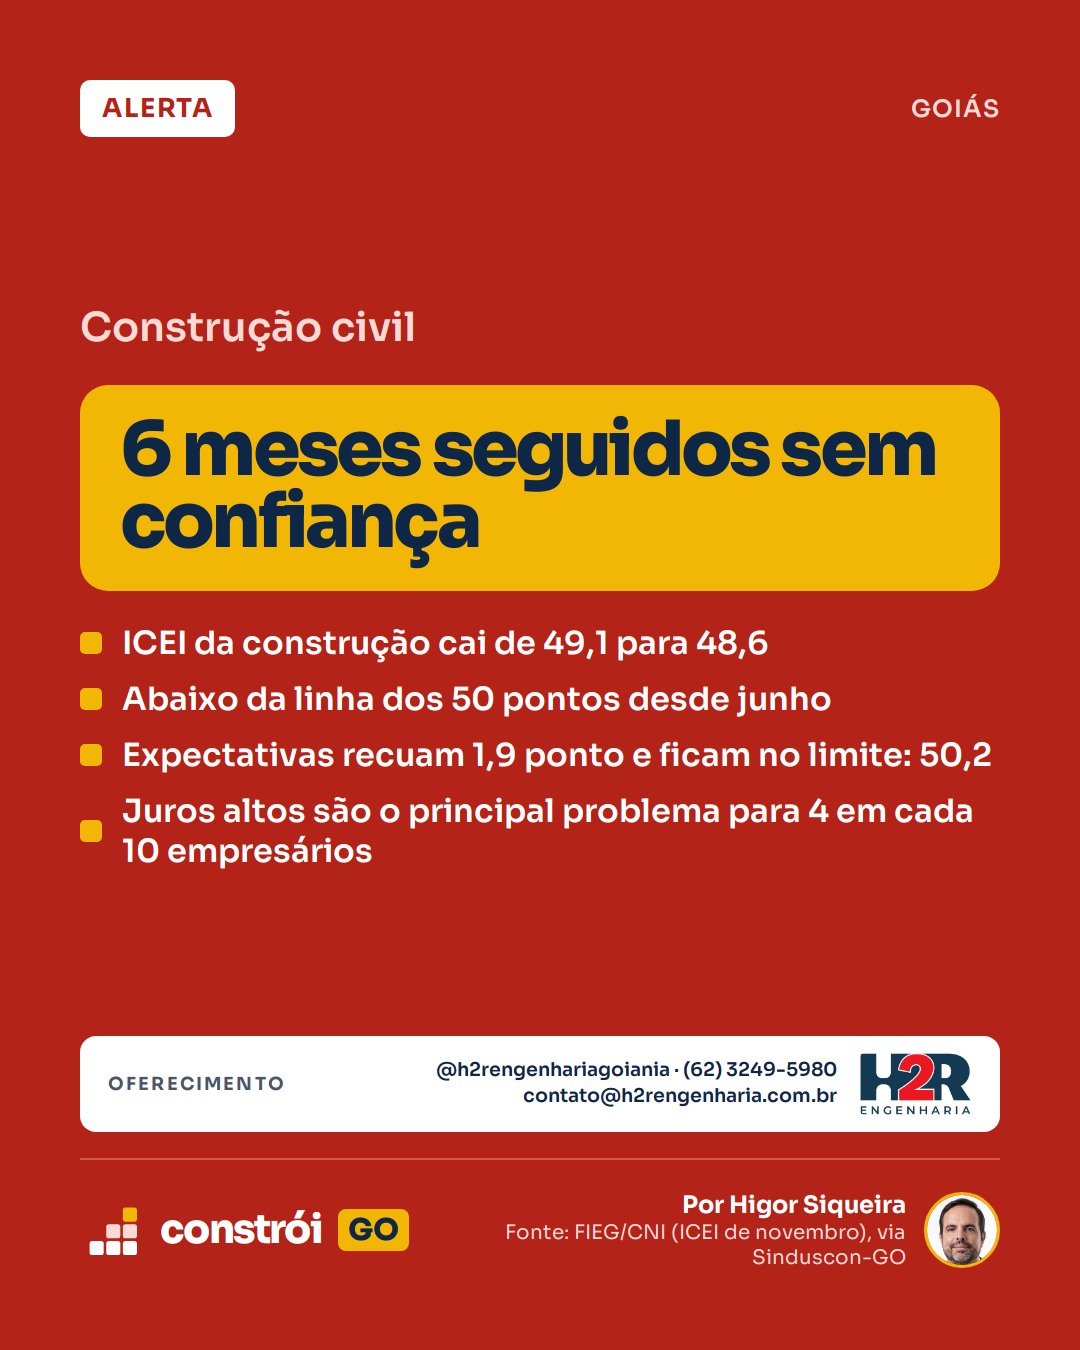 ALERTA
GOIÁS
Construção civil
6 meses seguidos sem
confiança
ICEI da construção cai de 49,1 para 48,6
Abaixo da linha dos 50 pontos desde junho
Expectativas recuam 1,9 ponto e ficam no limite: 50,2
Juros altos são o principal problema para 4 em cada
10 empresários
OFERECIMENTO
@h2rengenhariagoiania · (62) 3249-5980
contato@h2rengenharia.com.br
H2R
ENGENHARIA
constrói GO
Por Higor Siqueira
Fonte: FIEG/CNI (ICEI de novembro), via
Sinduscon-GO